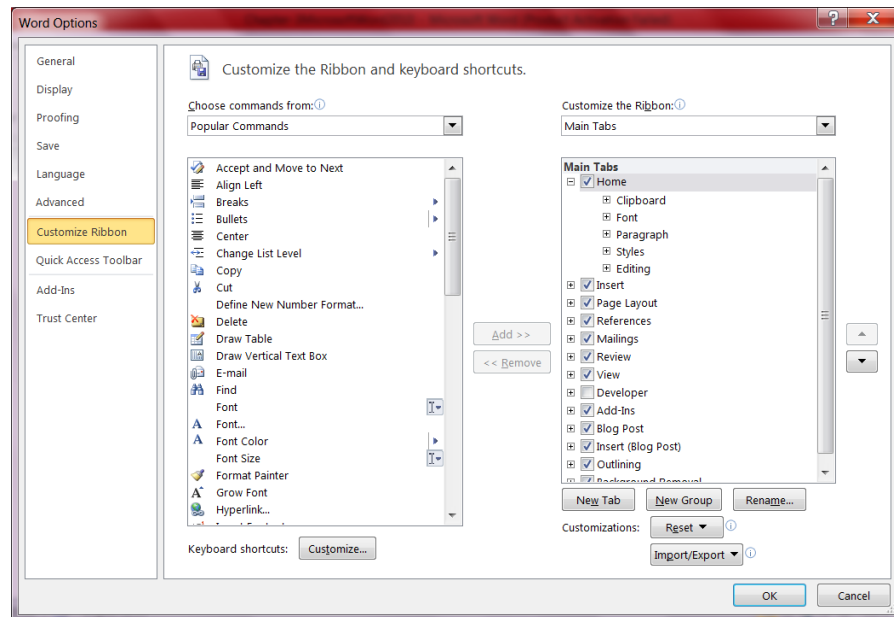 Word Options
General
Display
Proofing
Save
Language
Advanced
Customize Ribbon
Quick Access Toolbar
Add-Ins
Trust Center
Customize the Ribbon and keyboard shortcuts.
Choose commands from:
Popular Commands
Accept and Move to Next
Align Left
Breaks
Bullets
Center
Change List Level
Copy
Cut
Define New Number Format...
Delete
Draw Table
Draw Vertical Text Box
E-mail
Find
Font
Font...
Font Color
Font Size
Format Painter
Grow Font
Hyperlink...
Keyboard shortcuts: Customize...
Add >>
<< Remove
Customize the Ribbon:
Main Tabs
Main Tabs
Home
Clipboard
Font
Paragraph
Styles
Editing
Insert
Page Layout
References
Mailings
Review
View
Developer
Add-Ins
Blog Post
Insert (Blog Post)
Outlining
Background Removal
New Tab New Group Rename...
Customizations: Reset
Import/Export
OK Cancel